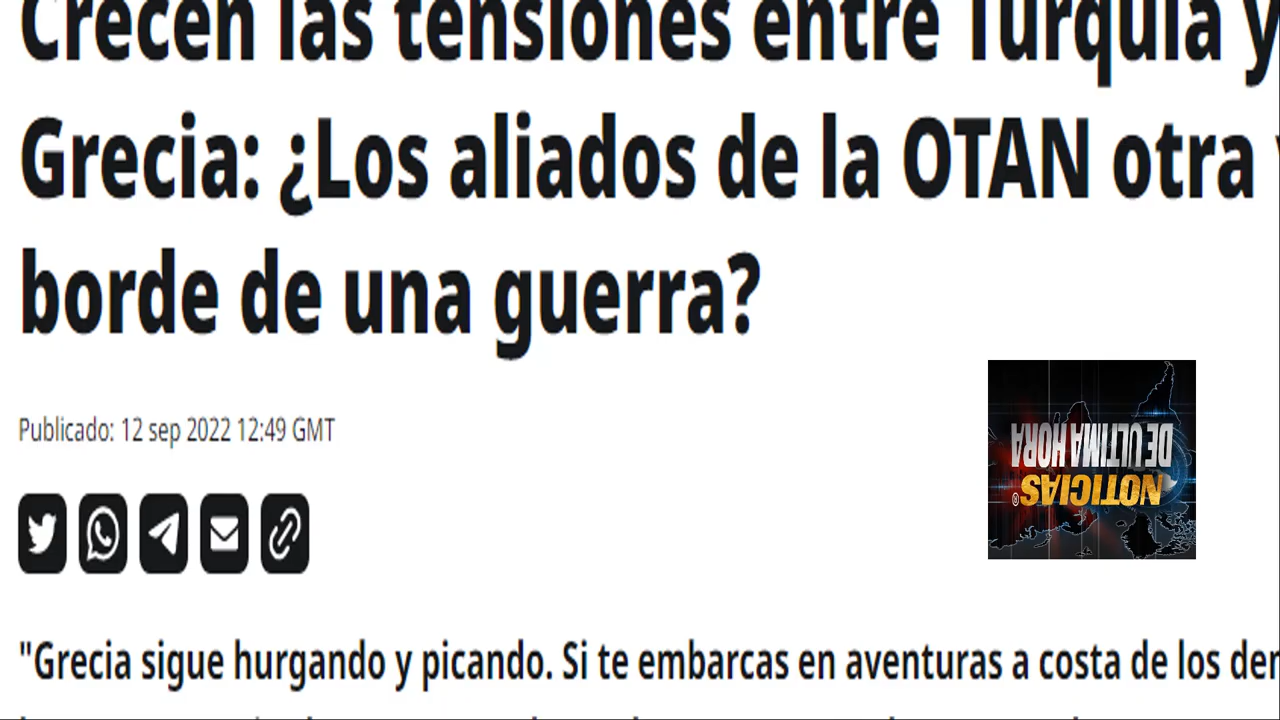 Crecen las tensiones entre Turquía y
Grecia: ¿Los aliados de la OTAN otra
borde de una guerra?
Publicado: 12 sep 2022 12:49 GMT
NOTICIAS®
DE ULTIMA HORA
"Grecia sigue hurgando y picando. Si te embarcas en aventuras a costa de los